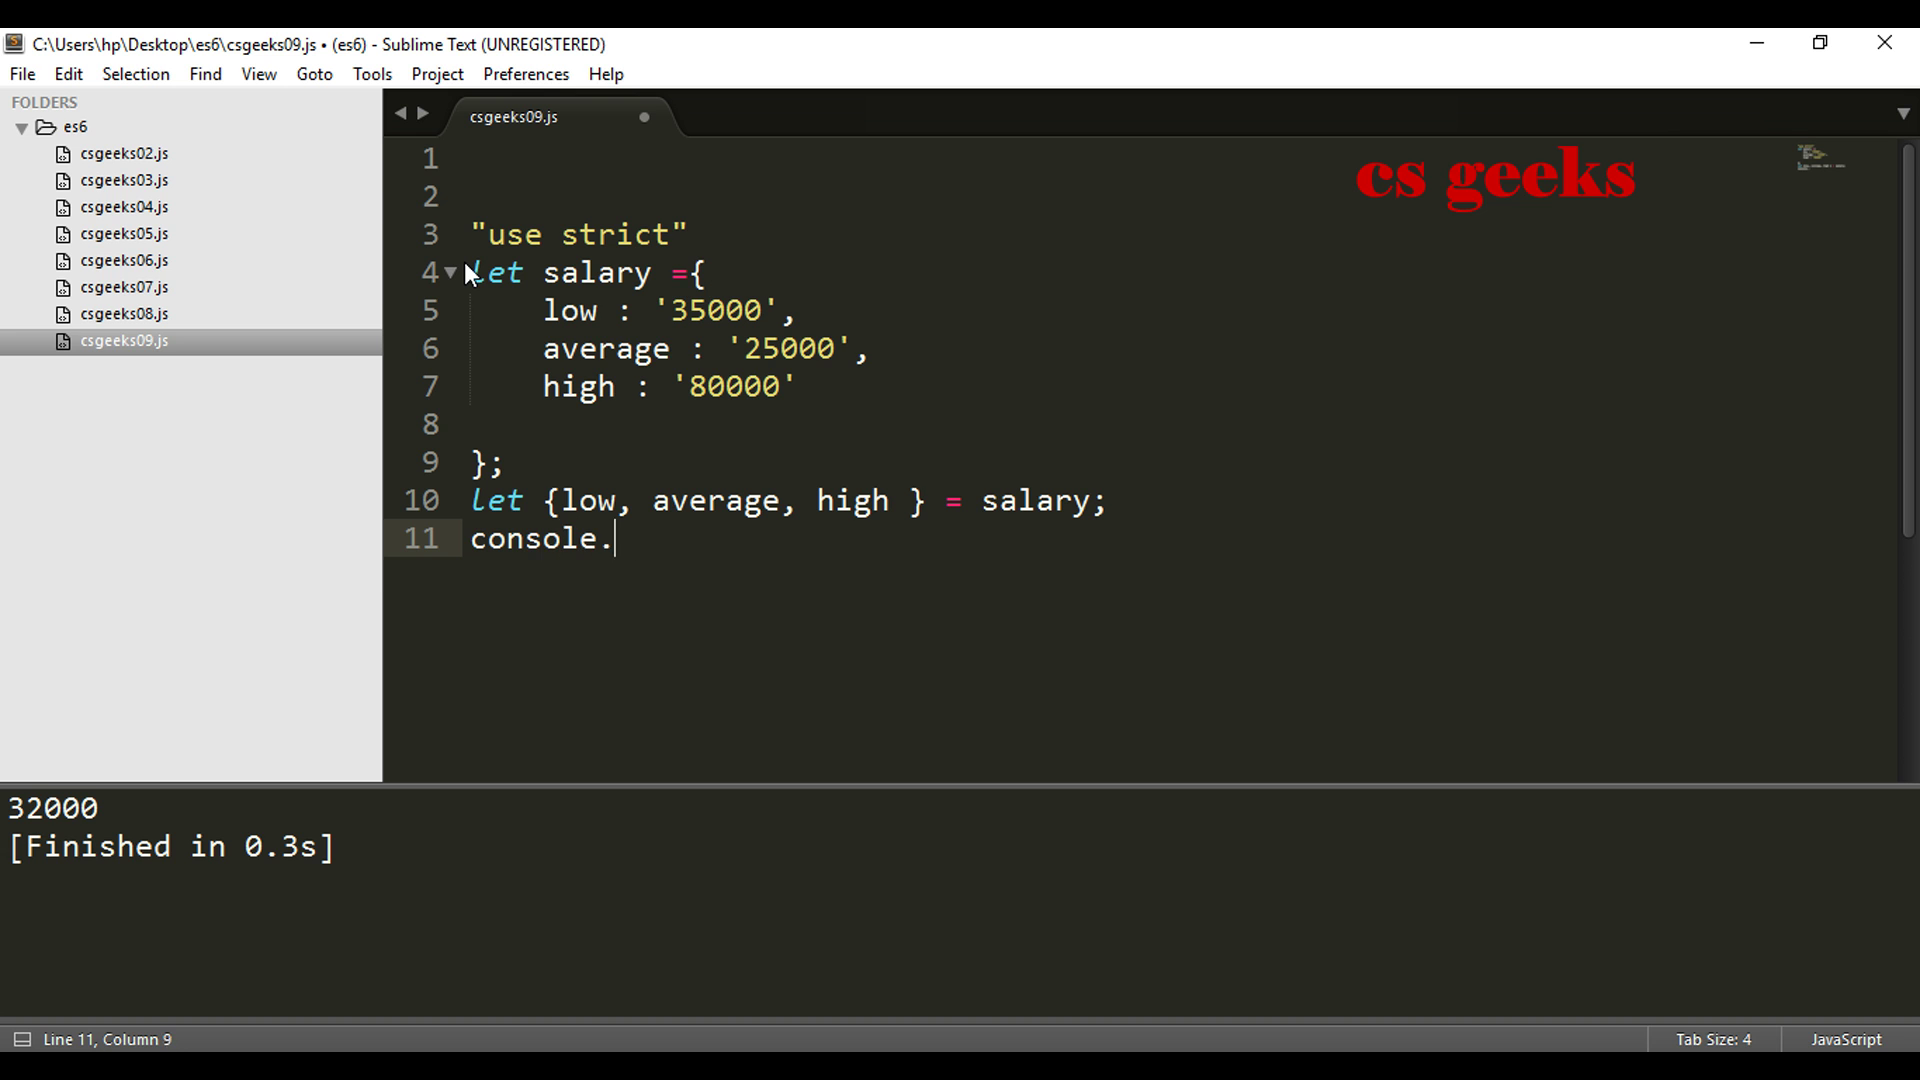 C:\Users\hp\Desktop\es6\csgeeks09.js • (es6) - Sublime Text (UNREGISTERED)
File Edit Selection Find View Goto Tools Project Preferences Help
FOLDERS
es6
csgeeks02.js
csgeeks03.js
csgeeks04.js
csgeeks05.js
csgeeks06.js
csgeeks07.js
csgeeks08.js
csgeeks09.js
csgeeks09.js
cs geeks
1
2
3 "use strict"
4 let salary ={
5 low : '35000',
6 average : '25000',
7 high : '80000'
8
9 };
10 let {low, average, high } = salary;
11 console.
32000
[Finished in 0.3s]
Line 11, Column 9 Tab Size: 4 JavaScript